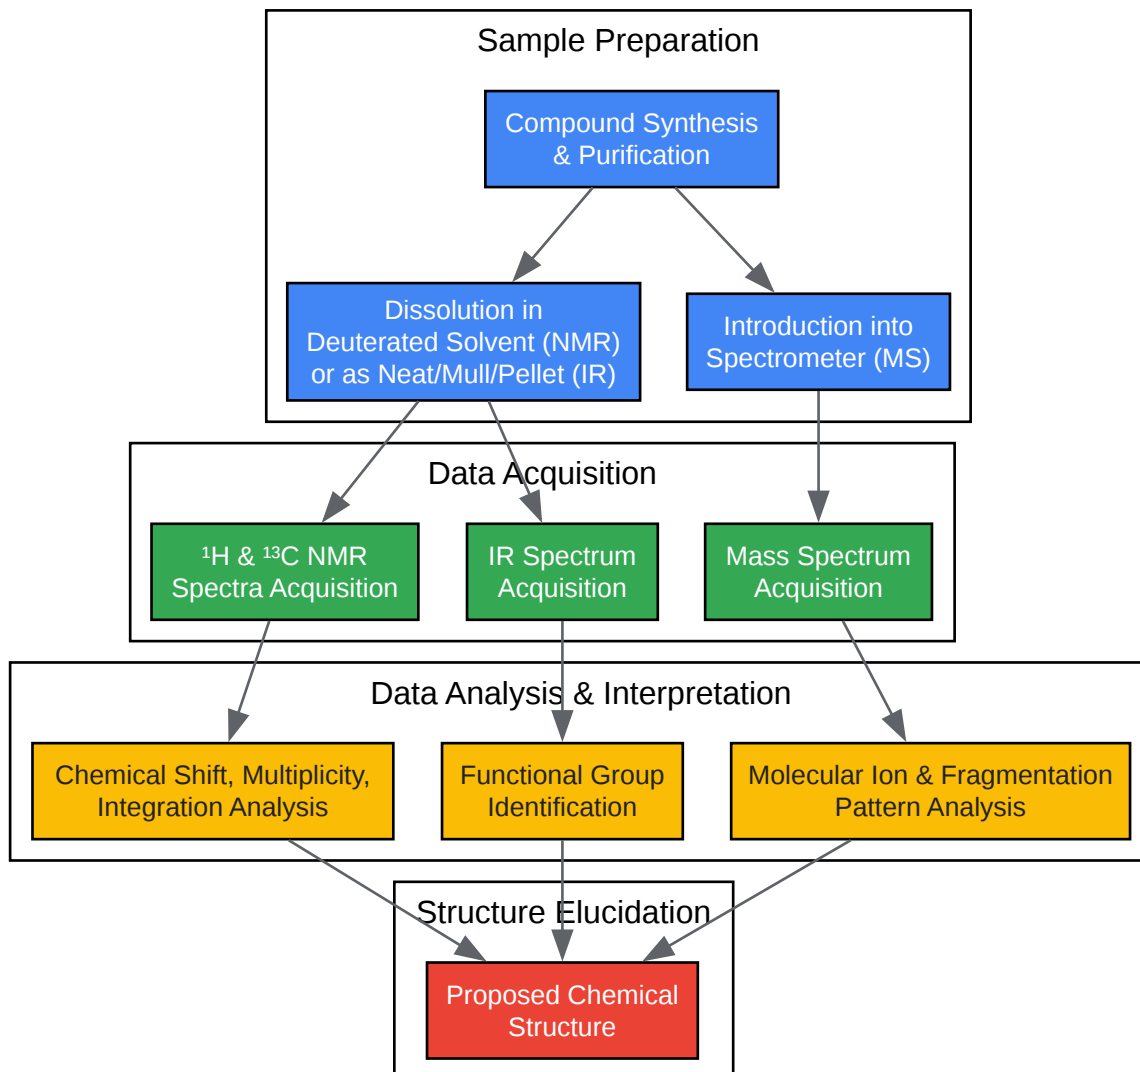 Sample Preparation
Compound Synthesis
& Purification
Dissolution in
Deuterated Solvent (NMR)
or as Neat/Mull/Pellet (IR)
Introduction into
Spectrometer (MS)
Data Acquisition
¹H & ¹³C NMR
Spectra Acquisition
IR Spectrum
Acquisition
Mass Spectrum
Acquisition
Data Analysis & Interpretation
Chemical Shift, Multiplicity,
Integration Analysis
Functional Group
Identification
Molecular Ion & Fragmentation
Pattern Analysis
Structure Elucidation
Proposed Chemical
Structure